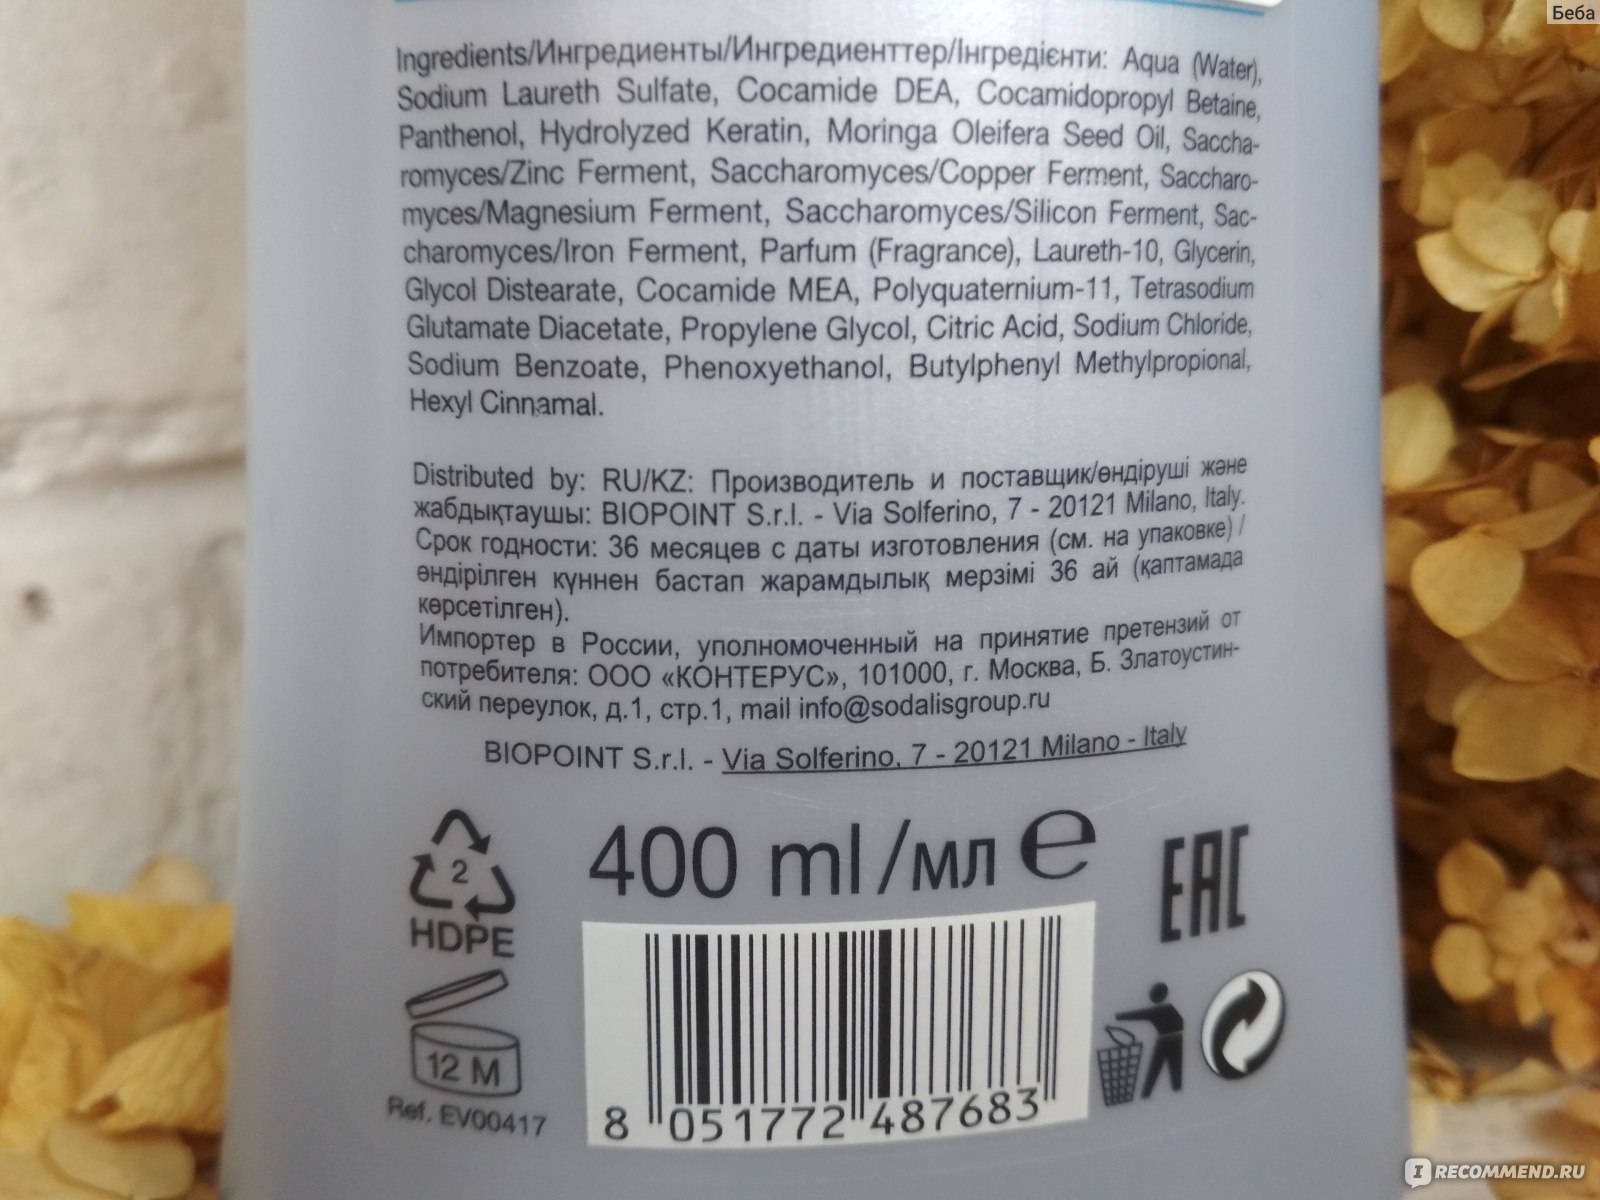 Беба
Ingredients/Ингредиенты/Ингредиенттер/Інгредієнти: Aqua (Water),
Sodium Laureth Sulfate, Cocamide DEA, Cocamidopropyl Betaine,
Panthenol, Hydrolyzed Keratin, Moringa Oleifera Seed Oil, Saccha-
romyces/Zinc Ferment, Saccharomyces/Copper Ferment, Saccharo-
myces/Magnesium Ferment, Saccharomyces/Silicon Ferment, Sac-
charomyces/Iron Ferment, Parfum (Fragrance), Laureth-10, Glycerin,
Glycol Distearate, Cocamide MEA, Polyquaternium-11, Tetrasodium
Glutamate Diacetate, Propylene Glycol, Citric Acid, Sodium Chloride,
Sodium Benzoate, Phenoxyethanol, Butylphenyl Methylpropional,
Hexyl Cinnamal.
Distributed by: RU/KZ: Производитель и поставщик/өндіруші және
жабдықтаушы: BIOPOINT S.r.l. - Via Solferino, 7 - 20121 Milano, Italy.
Срок годности: 36 месяцев с даты изготовления (см. на упаковке) /
өндірілген күннен бастап жарамдылық мерзімі 36 ай (қаптамада
көрсетілген).
Импортер в России, уполномоченный на принятие претензий от
потребителя: ООО «КОНТЕРУС», 101000, г. Москва, Б. Златоустин-
ский переулок, д.1, стр.1, mail info@sodalisgroup.ru
BIOPOINT S.r.l. - Via Solferino, 7 - 20121 Milano - Italy
2
HDPE
400 ml/мл e
EAC
12 M
Ref. EV00417
8 051772 487683
IRECOMMEND.RU